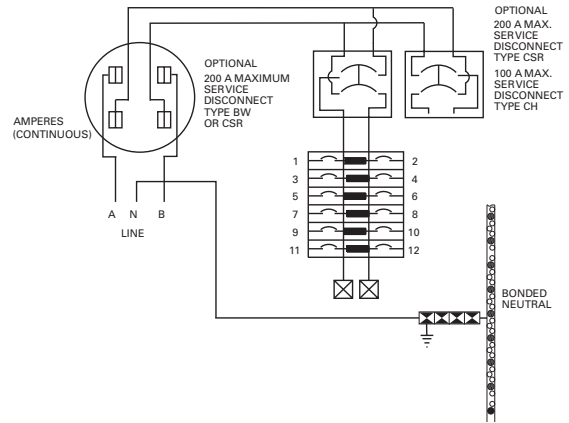 OPTIONAL
200 A MAX.
SERVICE
DISCONNECT
TYPE CSR
100 A MAX.
SERVICE
DISCONNECT
TYPE CH
OPTIONAL
200 A MAXIMUM
SERVICE
DISCONNECT
TYPE BW
OR CSR
AMPERES
(CONTINUOUS)
A N B
LINE
1 2
3 4
5 6
7 8
9 10
11 12
BONDED
NEUTRAL